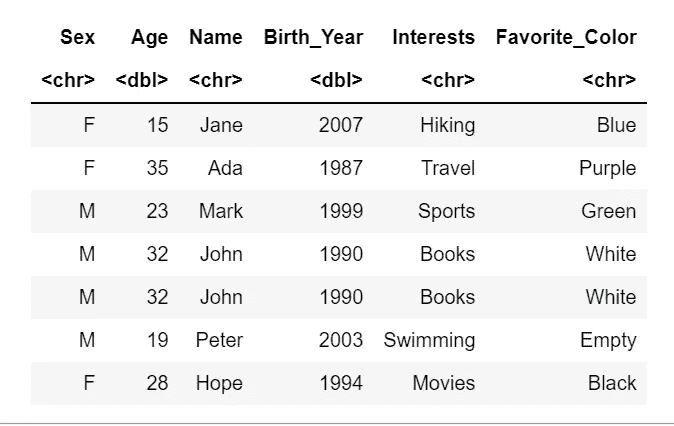 Sex Age Name Birth_Year Interests Favorite_Color
<chr> <dbl> <chr> <dbl> <chr> <chr>
F 15 Jane 2007 Hiking Blue
F 35 Ada 1987 Travel Purple
M 23 Mark 1999 Sports Green
M 32 John 1990 Books White
M 32 John 1990 Books White
M 19 Peter 2003 Swimming Empty
F 28 Hope 1994 Movies Black